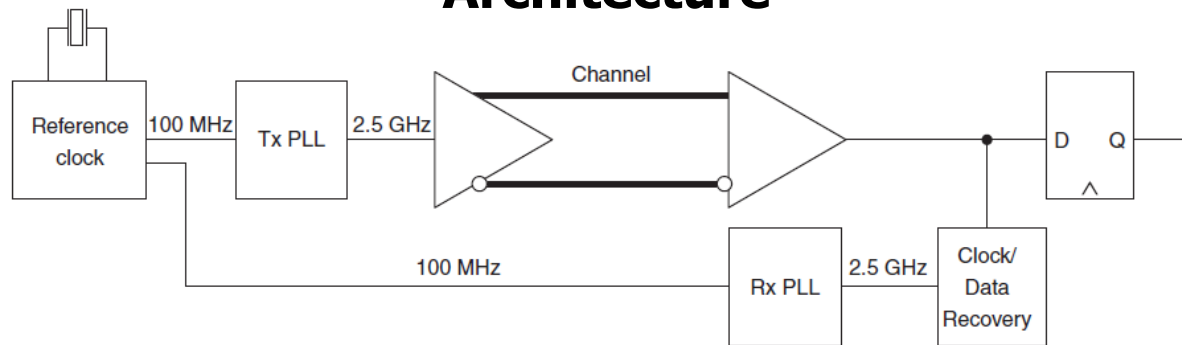 Architecture
Channel
Reference
clock
100 MHz
Tx PLL
2.5 GHz
D Q
100 MHz
Rx PLL
2.5 GHz
Clock/
Data
Recovery